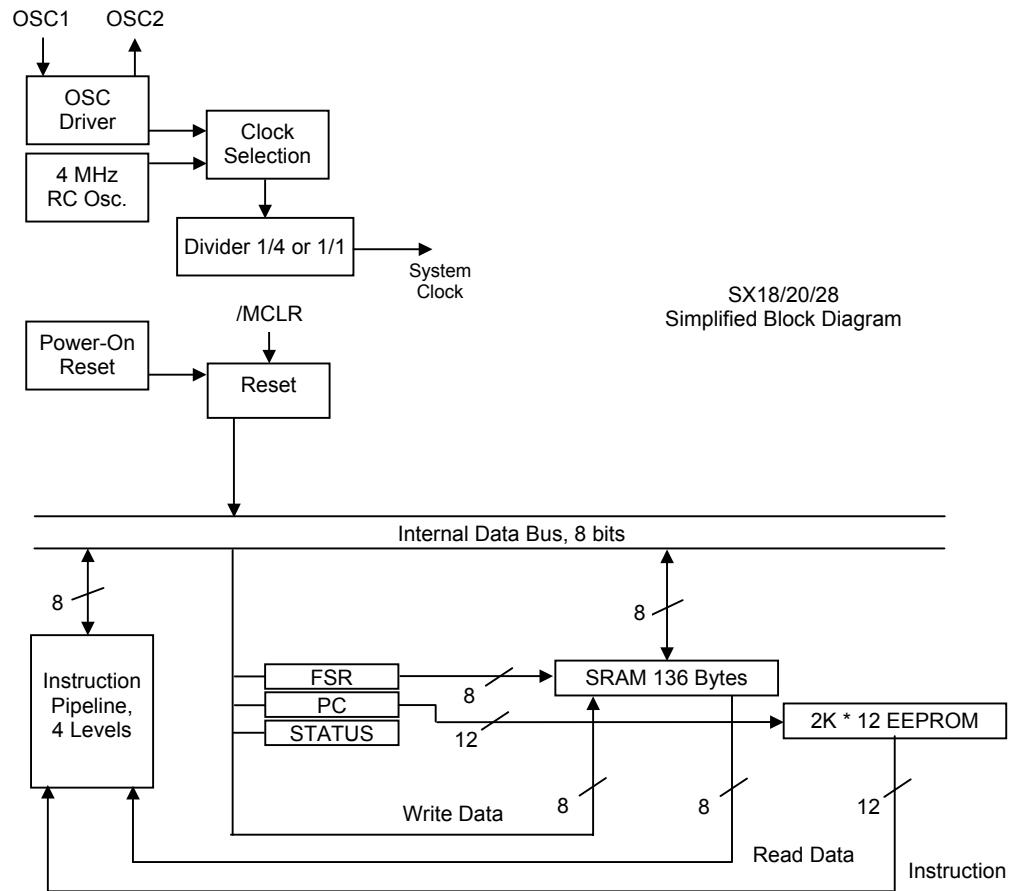 OSC1 OSC2
OSC
Driver
Clock
Selection
4 MHz
RC Osc.
Divider 1/4 or 1/1
System
Clock
SX18/20/28
Simplified Block Diagram
/MCLR
Power-On
Reset
Reset
Internal Data Bus, 8 bits
8
8
Instruction
Pipeline,
4 Levels
FSR
8
SRAM 136 Bytes
PC
12
2K * 12 EEPROM
STATUS
Write Data
8
8
12
Read Data
Instruction